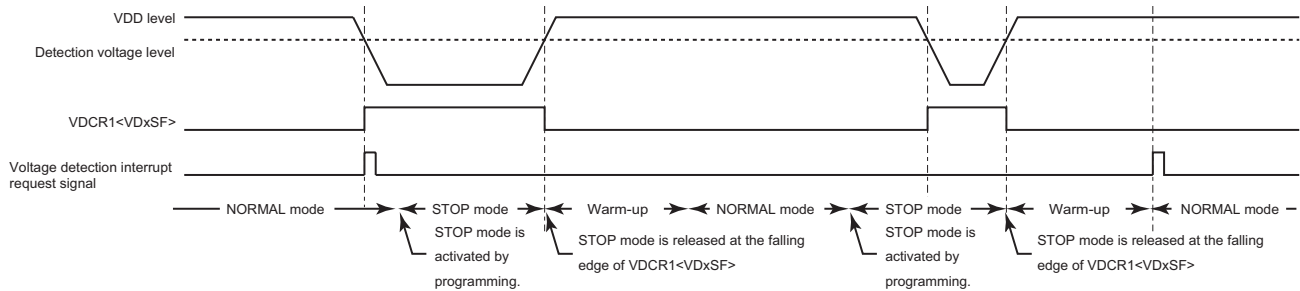 VDD level
Detection voltage level
VDCR1<VDxSF>
Voltage detection interrupt
request signal
NORMAL mode
STOP mode
Warm-up
NORMAL mode
STOP mode
Warm-up
NORMAL mode
STOP mode is
activated by
programming.
STOP mode is released at the falling
edge of VDCR1<VDxSF>
STOP mode is
activated by
programming.
STOP mode is released at the falling
edge of VDCR1<VDxSF>